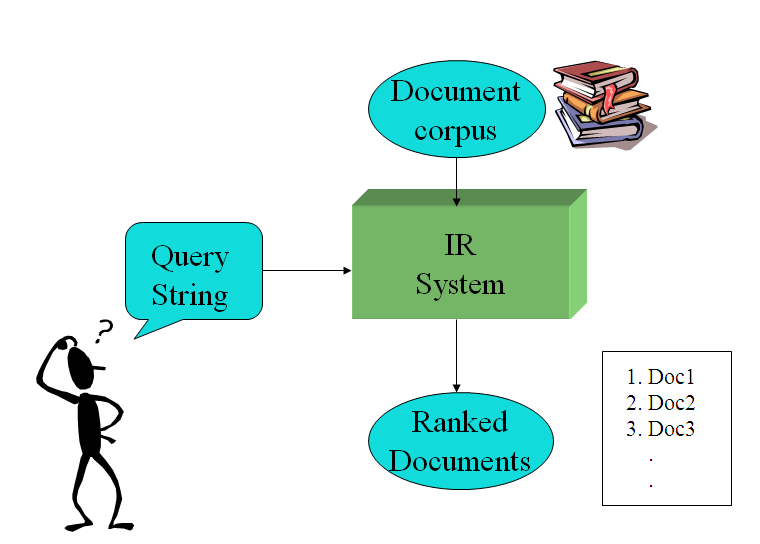 Document
corpus
IR
System
Query
String
?
Ranked
Documents
1. Doc1
2. Doc2
3. Doc3
.
.